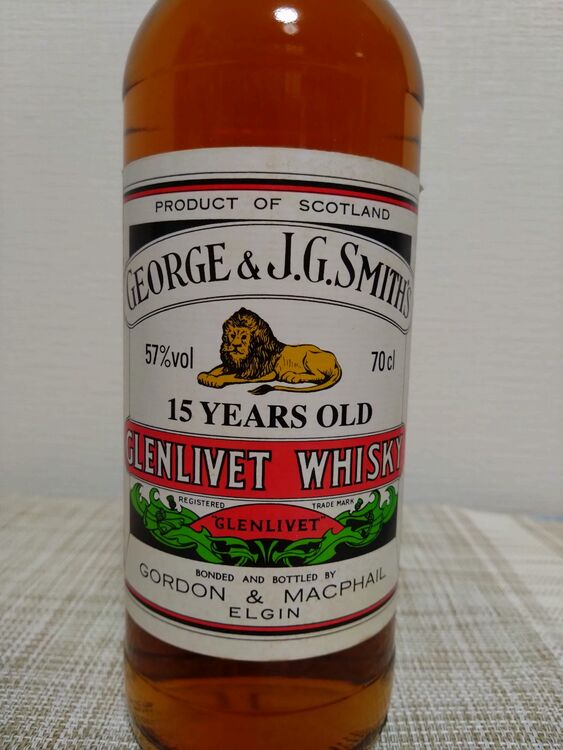 PRODUCT OF SCOTLAND
GEORGE & J.G. SMITH'S
57%vol 70cl
15 YEARS OLD
GLENLIVET WHISKY
REGISTERED TRADE MARK
"GLENLIVET"
BONDED AND BOTTLED BY
GORDON & MACPHAIL
ELGIN